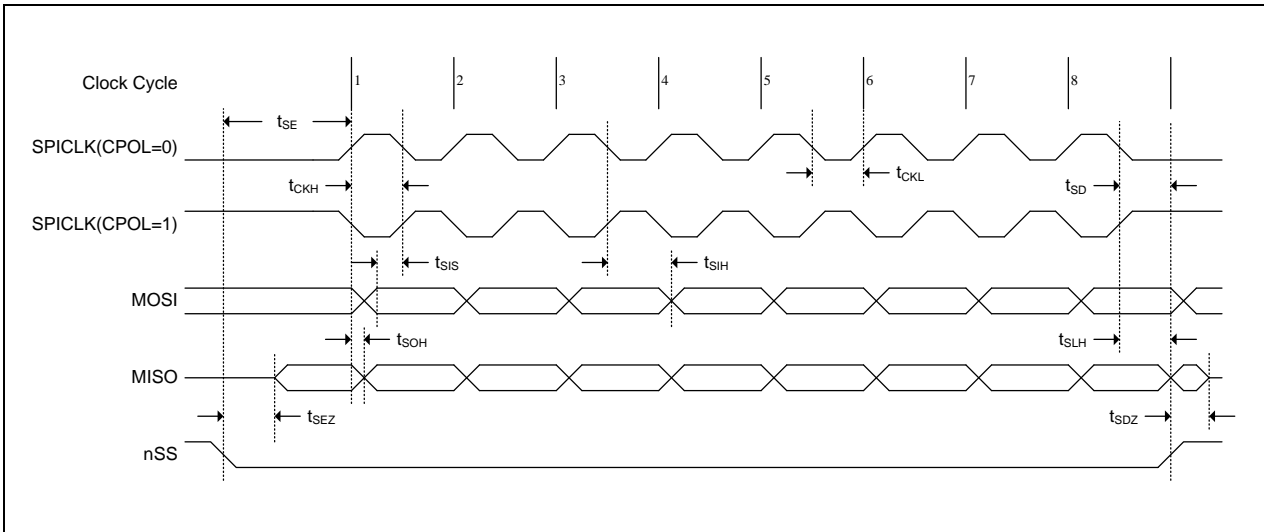 Clock Cycle
1 2 3 4 5 6 7 8
tSE
SPICLK(CPOL=0)
tCKH
tCKL
tSD
SPICLK(CPOL=1)
tSIS
tSIH
MOSI
tSOH
tSLH
MISO
tSEZ
tSDZ
nSS